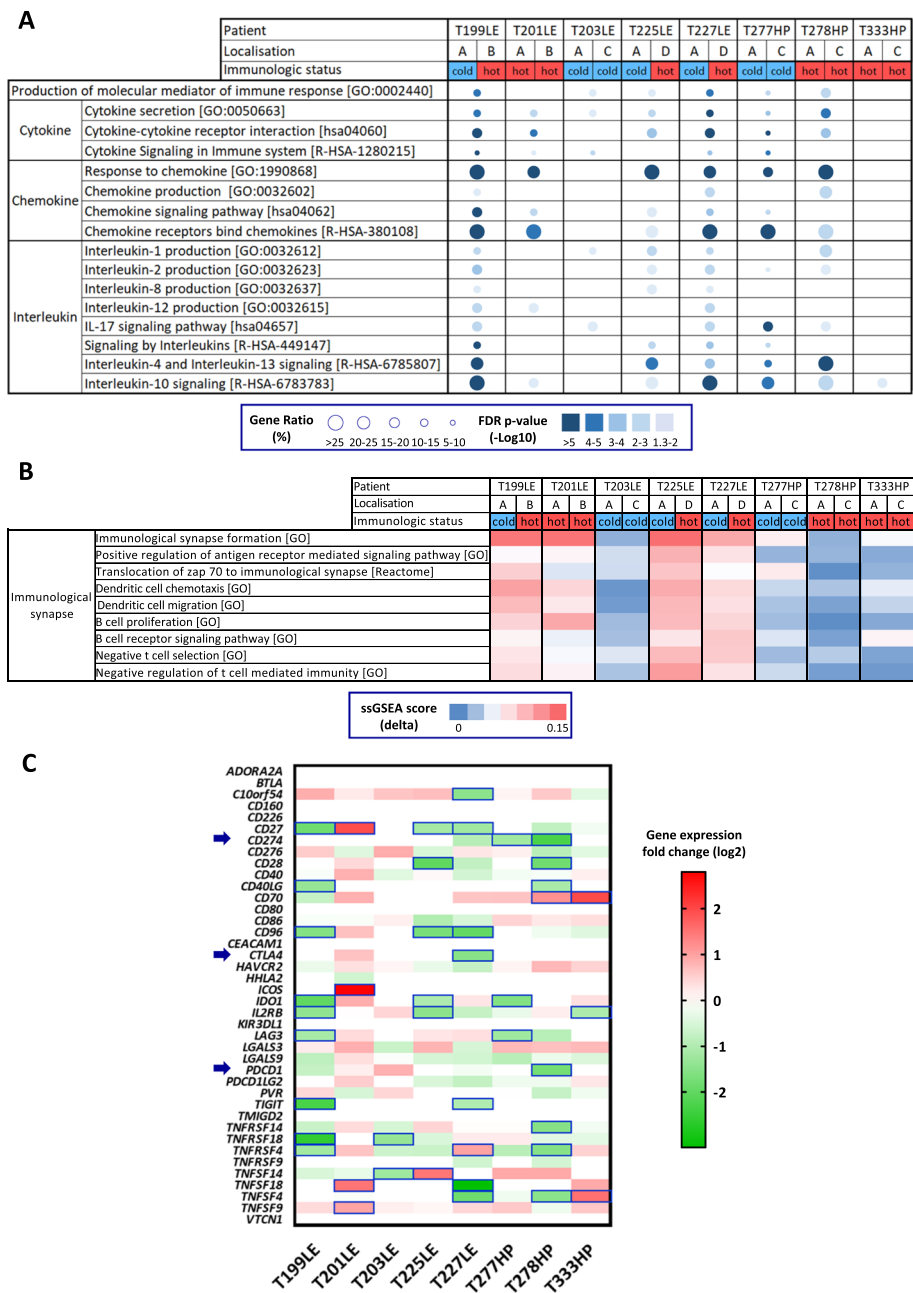 A
Patient T199LE T201LE T203LE T225LE T227LE T277HP T278HP T333HP
Localisation A B A B A C A D A D A C A C A C
Immunologic status cold hot hot hot cold cold cold hot cold hot cold cold hot hot hot hot
Production of molecular mediator of immune response [GO:0002440]
Cytokine
Cytokine secretion [GO:0050663]
Cytokine-cytokine receptor interaction [hsa04060]
Cytokine Signaling in Immune system [R-HSA-1280215]
Chemokine
Response to chemokine [GO:1990868]
Chemokine production [GO:0032602]
Chemokine signaling pathway [hsa04062]
Chemokine receptors bind chemokines [R-HSA-380108]
Interleukin
Interleukin-1 production [GO:0032612]
Interleukin-2 production [GO:0032623]
Interleukin-8 production [GO:0032637]
Interleukin-12 production [GO:0032615]
IL-17 signaling pathway [hsa04657]
Signaling by Interleukins [R-HSA-449147]
Interleukin-4 and Interleukin-13 signaling [R-HSA-6785807]
Interleukin-10 signaling [R-HSA-6783783]
Gene Ratio (%)
>25 20-25 15-20 10-15 5-10
FDR p-value (-Log10)
>5 4-5 3-4 2-3 1.3-2
B
Patient T199LE T201LE T203LE T225LE T227LE T277HP T278HP T333HP
Localisation A B A B A C A D A D A C A C A C
Immunologic status cold hot hot hot cold cold cold hot cold hot cold cold hot hot hot hot
Immunological synapse
Immunological synapse formation [GO]
Positive regulation of antigen receptor mediated signaling pathway [GO]
Translocation of zap 70 to immunological synapse [Reactome]
Dendritic cell chemotaxis [GO]
Dendritic cell migration [GO]
B cell proliferation [GO]
B cell receptor signaling pathway [GO]
Negative t cell selection [GO]
Negative regulation of t cell mediated immunity [GO]
ssGSEA score (delta)
0 0.15
C
ADORA2A
BTLA
C10orf54
CD160
CD226
CD27
CD274
CD276
CD28
CD40
CD40LG
CD70
CD80
CD86
CD96
CEACAM1
CTLA4
HAVCR2
HHLA2
ICOS
IDO1
IL2RB
KIR3DL1
LAG3
LGALS3
LGALS9
PDCD1
PDCD1LG2
PVR
TIGIT
TMIGD2
TNFRSF14
TNFRSF18
TNFRSF4
TNFRSF9
TNFSF14
TNFSF18
TNFSF4
TNFSF9
VTCN1
T199LE T201LE T203LE T225LE T227LE T277HP T278HP T333HP
Gene expression
fold change (log2)
2
1
0
-1
-2